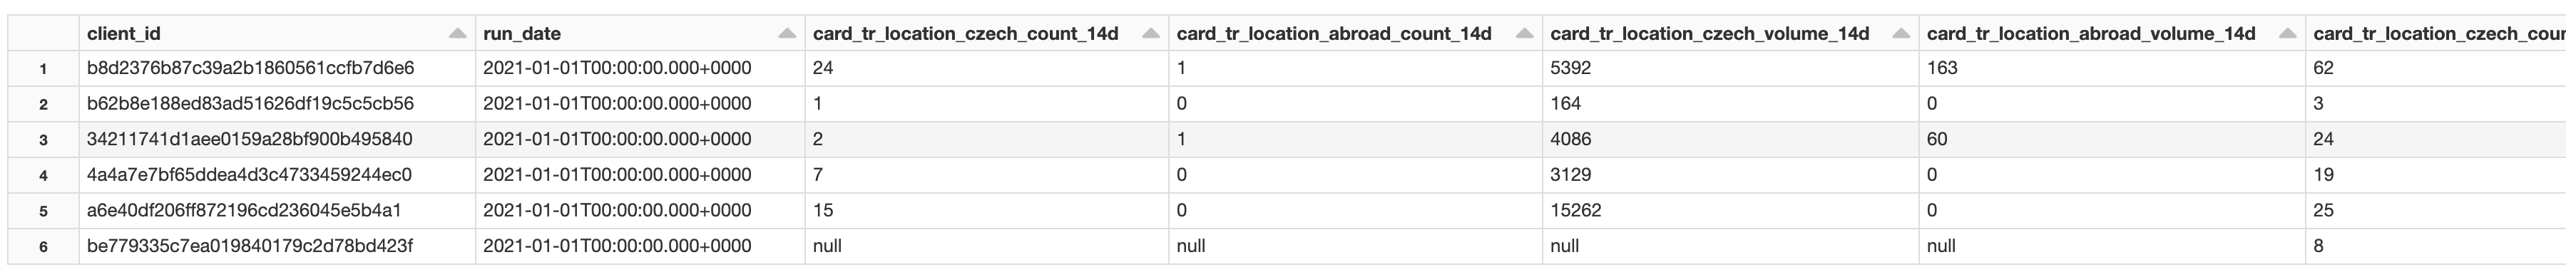 client_id run_date card_tr_location_czech_count_14d card_tr_location_abroad_count_14d card_tr_location_czech_volume_14d card_tr_location_abroad_volume_14d card_tr_location_czech_cour
1 b8d2376b87c39a2b1860561ccfb7d6e6 2021-01-01T00:00:00.000+0000 24 1 5392 163 62
2 b62b8e188ed83ad51626df19c5c5cb56 2021-01-01T00:00:00.000+0000 1 0 164 0 3
3 34211741d1aee0159a28bf900b495840 2021-01-01T00:00:00.000+0000 2 1 4086 60 24
4 4a4a7e7bf65ddea4d3c4733459244ec0 2021-01-01T00:00:00.000+0000 7 0 3129 0 19
5 a6e40df206ff872196cd236045e5b4a1 2021-01-01T00:00:00.000+0000 15 0 15262 0 25
6 be779335c7ea019840179c2d78bd423f 2021-01-01T00:00:00.000+0000 null null null null 8